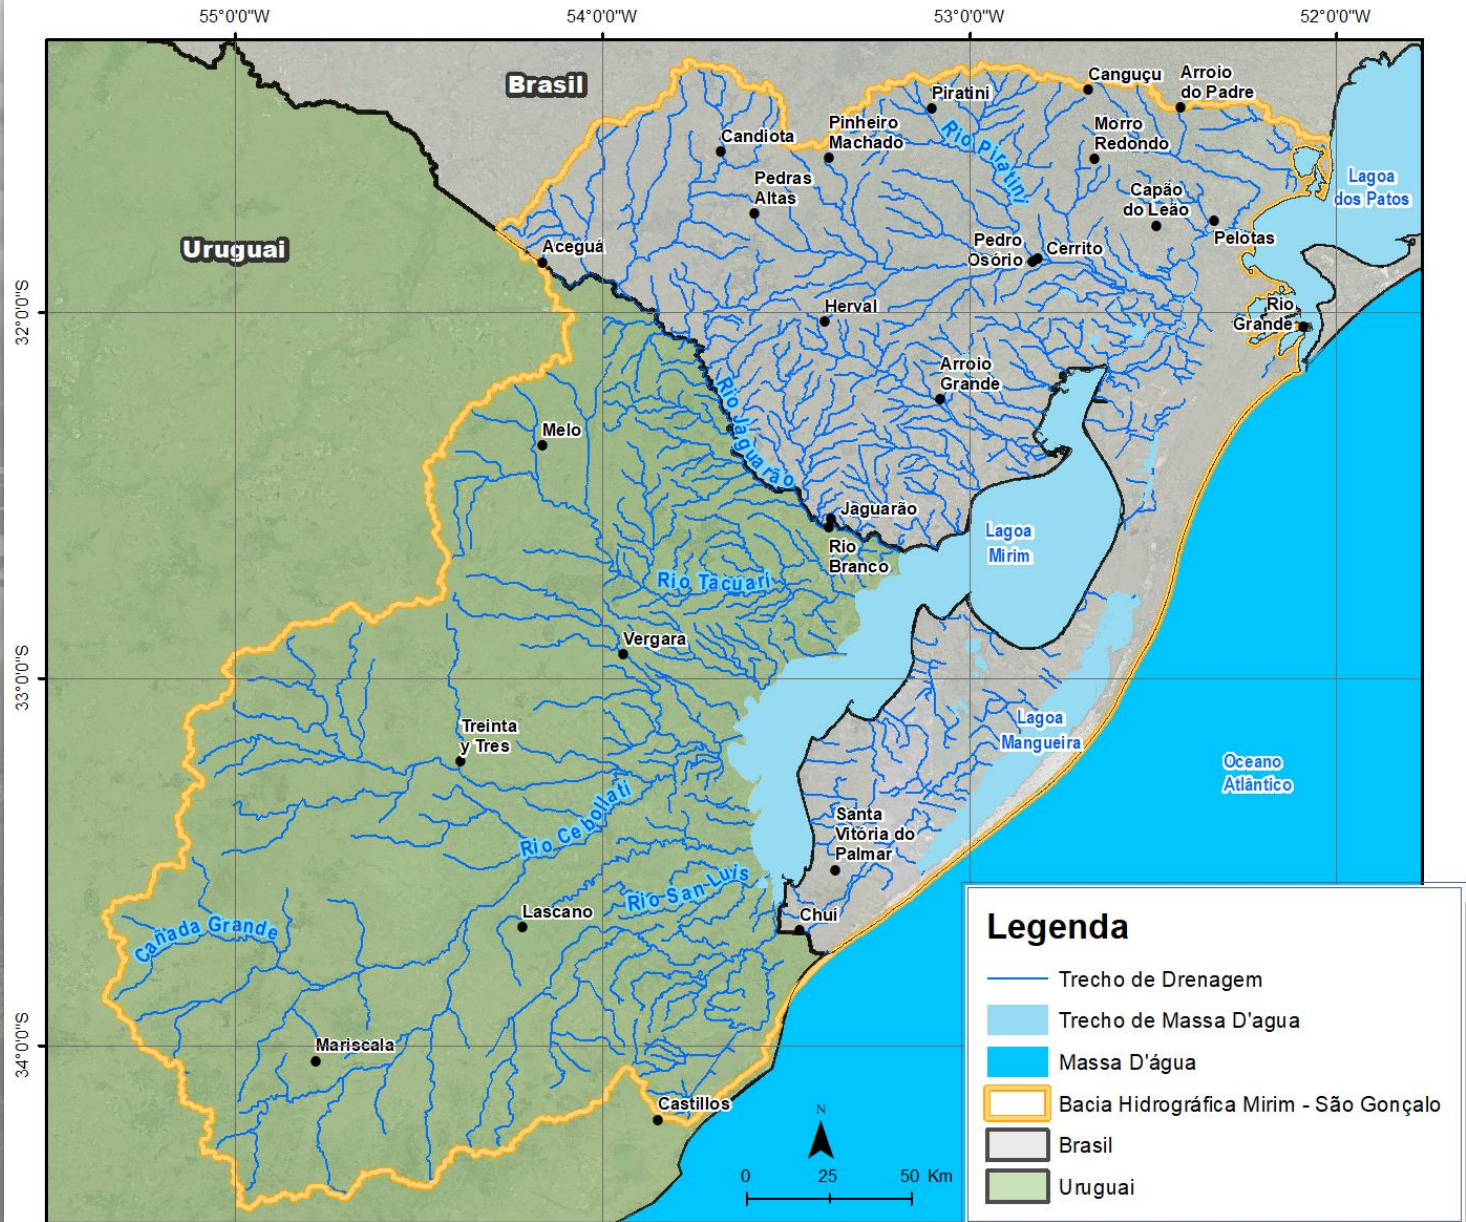 55°0'0"W
54°0'0"W
53°0'0"W
52°0'0"W
Brasil
Canguçu
Arroio
do Padre
Piratini
Pinheiro
Machado
Candiota
Morro
Redondo
Rio Piratini
Lagoa
dos Patos
Pedras
Altas
Capão
do Leão
Pelotas
Uruguai
Aceguá
Pedro
Osório
Cerrito
32°0'0"S
Herval
Rio
Grande
Arroio
Grande
Rio Jaguarão
Melo
Jaguarão
Rio
Branco
Lagoa
Mirim
Rio Tacuari
Vergara
33°0'0"S
Treinta
y Tres
Lagoa
Mangueira
Oceano
Atlântico
Rio Cebollati
Santa
Vitória do
Palmar
Rio San Luis
Lascano
Chuí
Cañada Grande
34°0'0"S
Mariscala
Castillos
N
0 25 50 Km
Legenda
Trecho de Drenagem
Trecho de Massa D'agua
Massa D'água
Bacia Hidrográfica Mirim - São Gonçalo
Brasil
Uruguai